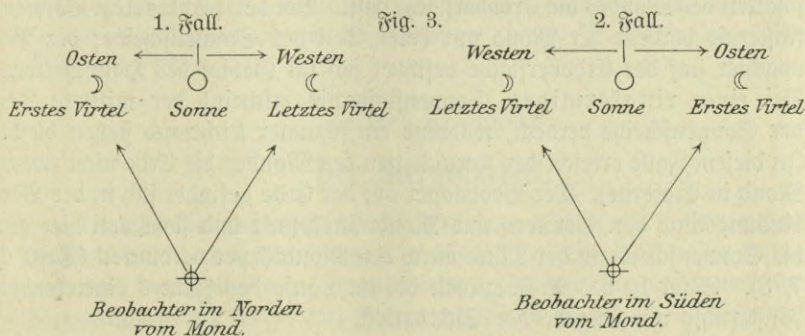 1. Fall.
Fig. 3.
2. Fall.
Osten
Westen
Erstes Virtel
Sonne
Letztes Virtel
Beobachter im Norden
vom Mond.
Westen
Osten
Letztes Virtel
Sonne
Erstes Virtel
Beobachter im Süden
vom Mond.